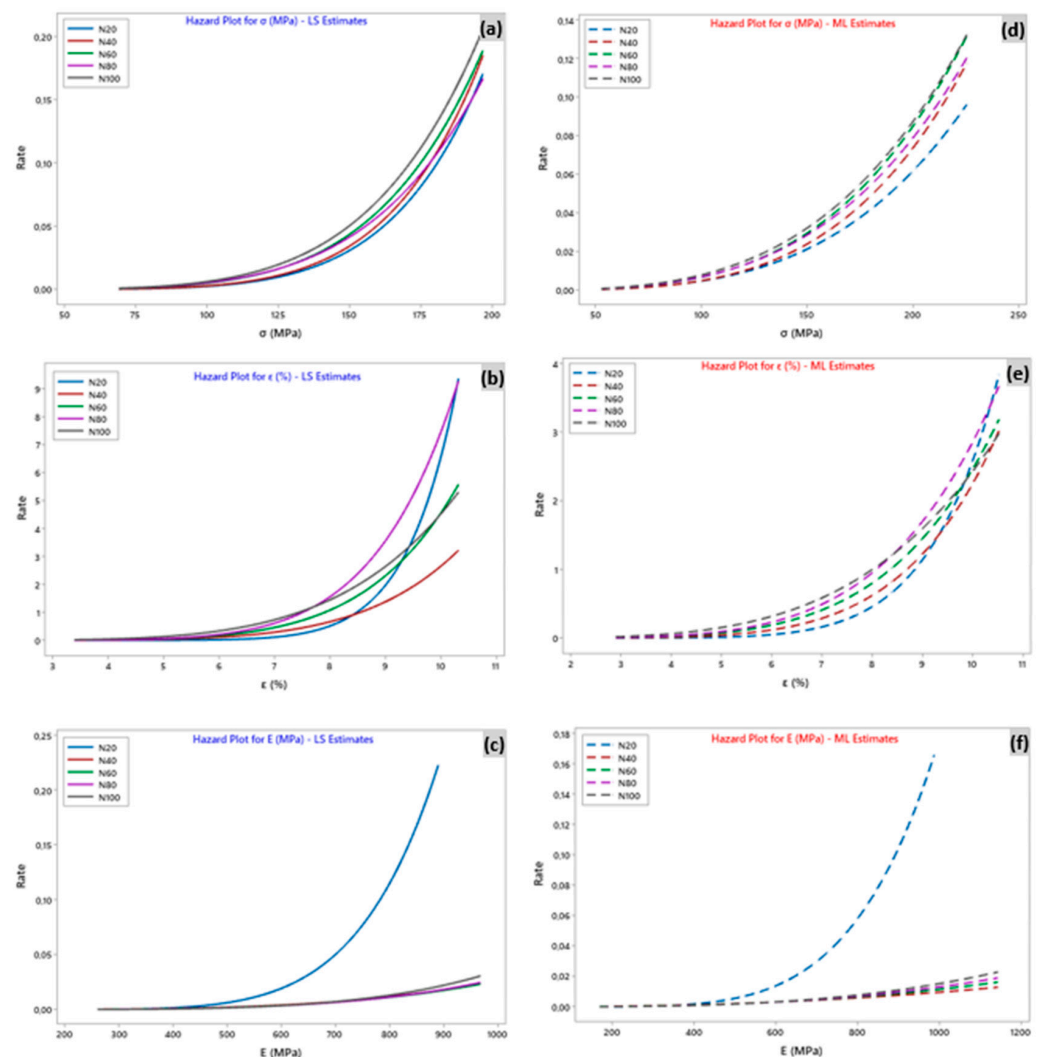 Hazard Plot for σ (MPa) - LS Estimates
(a)
N20
N40
N60
N80
N100
0,20
0,15
0,10
0,05
0,00
Rate
50 75 100 125 150 175 200
σ (MPa)
Hazard Plot for σ (MPa) - ML Estimates
(d)
N20
N40
N60
N80
N100
0,14
0,12
0,10
0,08
0,06
0,04
0,02
0,00
Rate
50 100 150 200 250
σ (MPa)
Hazard Plot for ε (%) - LS Estimates
(b)
N20
N40
N60
N80
N100
9
8
7
6
5
4
3
2
1
0
Rate
3 4 5 6 7 8 9 10 11
ε (%)
Hazard Plot for ε (%) - ML Estimates
(e)
N20
N40
N60
N80
N100
4
3
2
1
0
Rate
2 3 4 5 6 7 8 9 10 11
ε (%)
Hazard Plot for E (MPa) - LS Estimates
(c)
N20
N40
N60
N80
N100
0,25
0,20
0,15
0,10
0,05
0,00
Rate
200 300 400 500 600 700 800 900 1000
E (MPa)
Hazard Plot for E (MPa) - ML Estimates
(f)
N20
N40
N60
N80
N100
0,18
0,16
0,14
0,12
0,10
0,08
0,06
0,04
0,02
0,00
Rate
200 400 600 800 1000 1200
E (MPa)